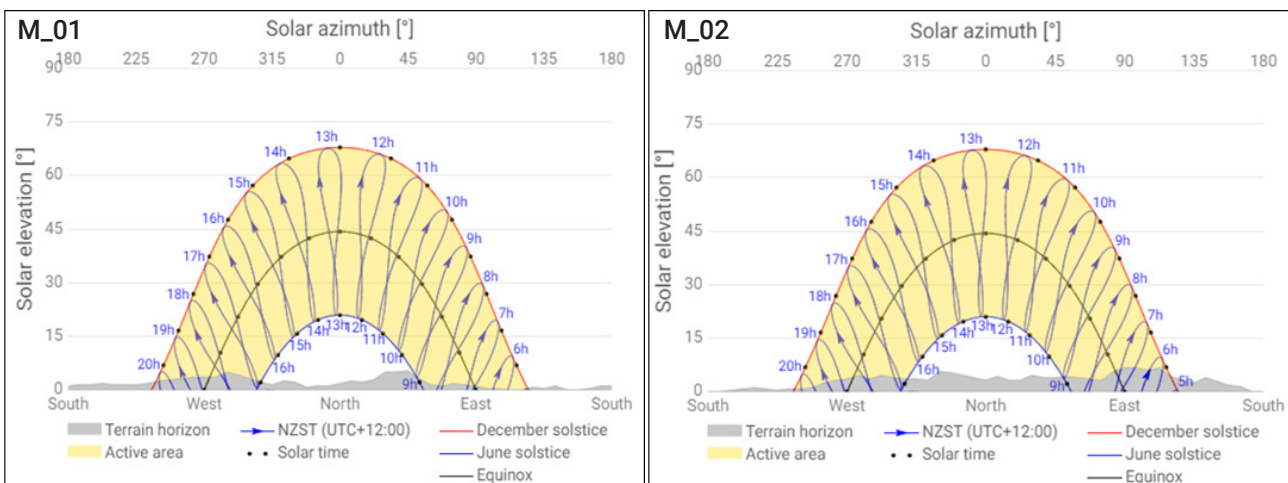 M_01
Solar azimuth [°]
180 225 270 315 0 45 90 135 180
90
75
60
45
30
15
0
Solar elevation [°]
13h
14h 12h
15h 11h
16h 10h
17h 9h
18h 8h
19h 7h
20h 6h
14h 13h 12h
15h 11h
16h 10h
9h
South West North East South
Terrain horizon NZST (UTC+12:00) December solstice
Active area Solar time June solstice
Equinox
M_02
Solar azimuth [°]
180 225 270 315 0 45 90 135 180
90
75
60
45
30
15
0
Solar elevation [°]
13h
14h 12h
15h 11h
16h 10h
17h 9h
18h 8h
19h 7h
20h 6h
5h
14h 13h 12h
15h 11h
16h 10h
9h
South West North East South
Terrain horizon NZST (UTC+12:00) December solstice
Active area Solar time June solstice
Equinox